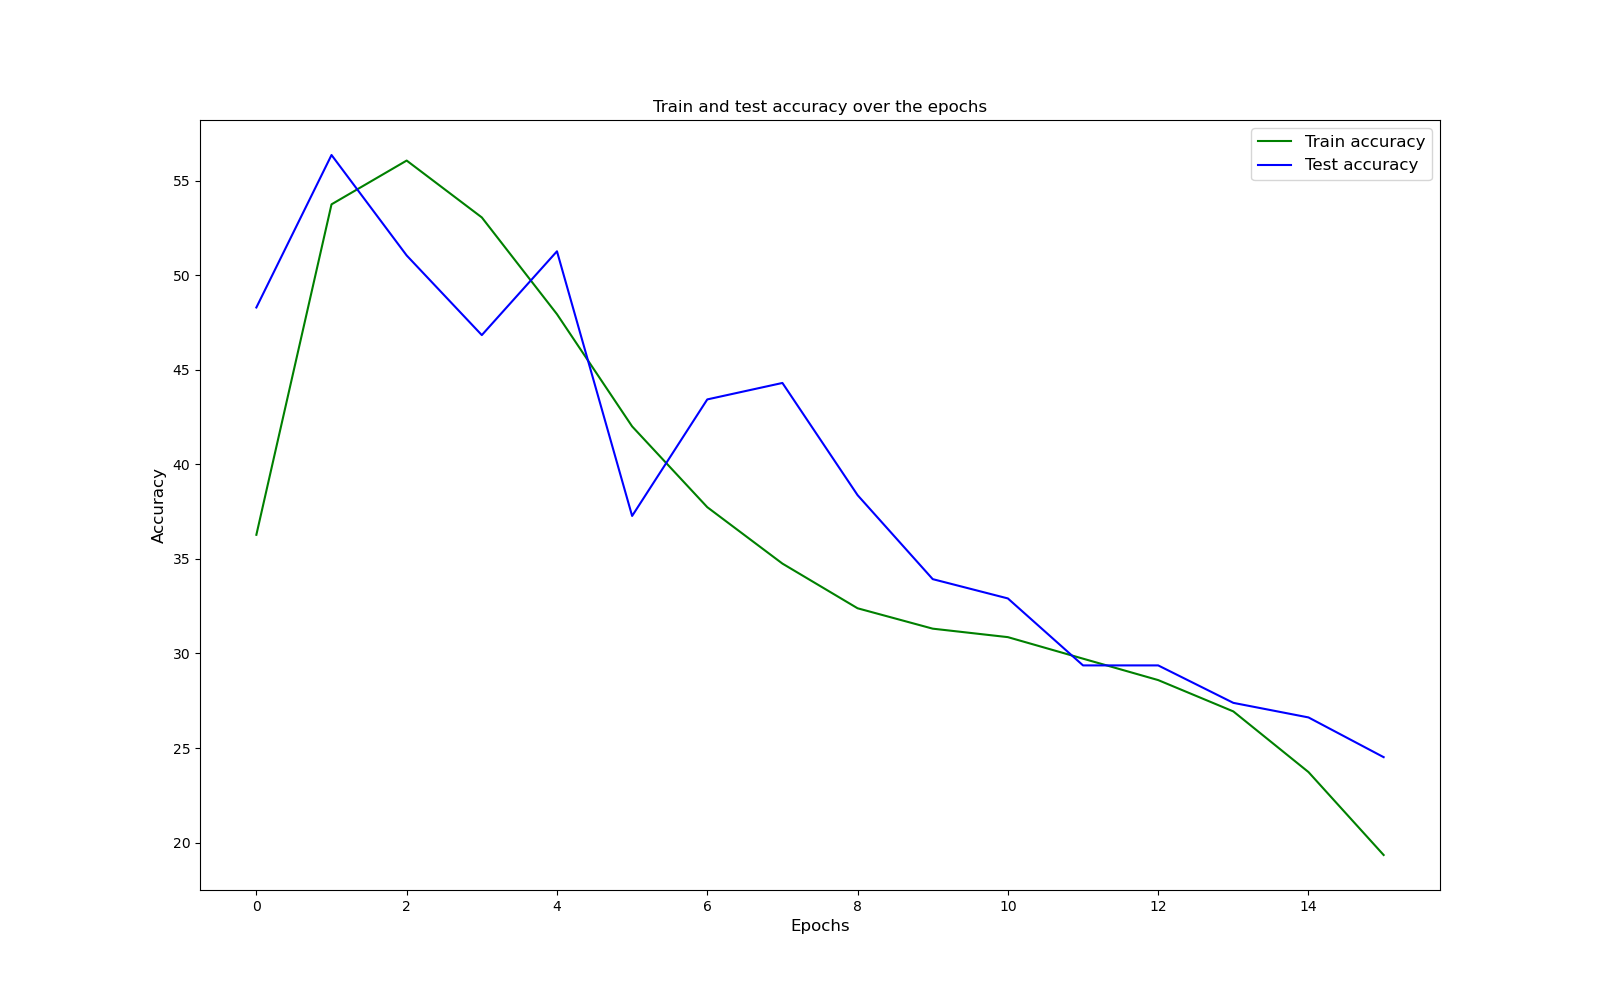 Train and test accuracy over the epochs
Train accuracy
Test accuracy
Accuracy
55
50
45
40
35
30
25
20
0 2 4 6 8 10 12 14
Epochs